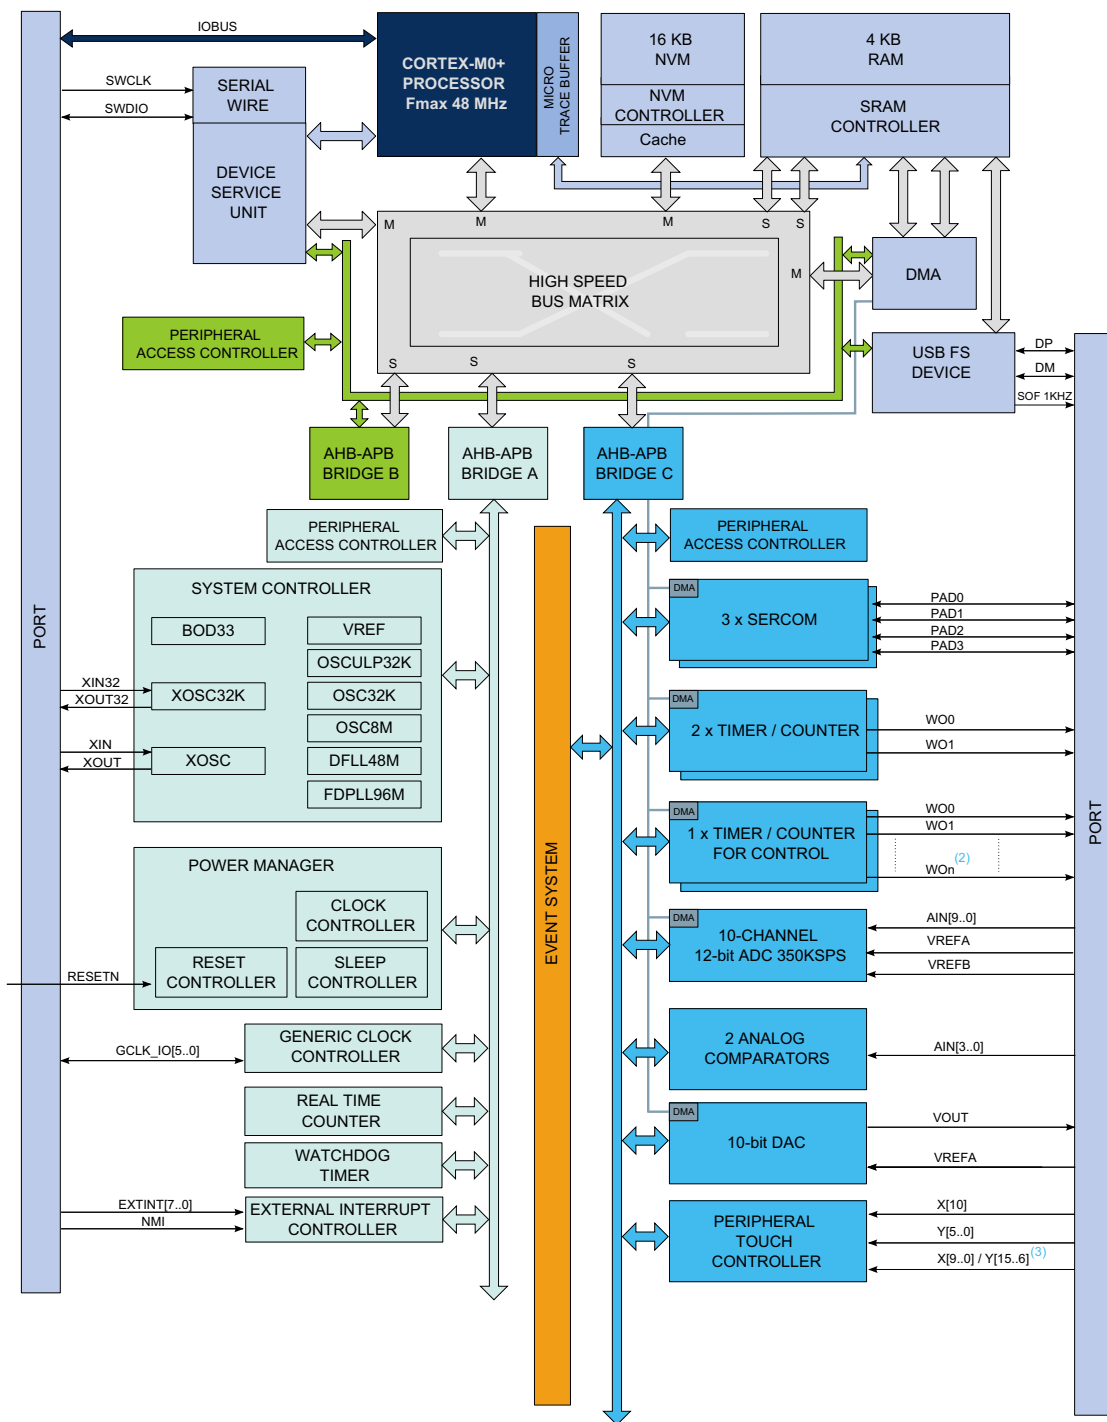 IOBUS
CORTEX-M0+
PROCESSOR
Fmax 48 MHz
MICRO
TRACE BUFFER
16 KB
NVM
NVM
CONTROLLER
Cache
4 KB
RAM
SRAM
CONTROLLER
SWCLK
SWDIO
SERIAL
WIRE
DEVICE
SERVICE
UNIT
M
M
M
S
S
M
HIGH SPEED
BUS MATRIX
S
S
S
DMA
PERIPHERAL
ACCESS CONTROLLER
USB FS
DEVICE
DP
DM
SOF 1KHZ
AHB-APB
BRIDGE B
AHB-APB
BRIDGE A
AHB-APB
BRIDGE C
PERIPHERAL
ACCESS CONTROLLER
PERIPHERAL
ACCESS CONTROLLER
PORT
SYSTEM CONTROLLER
BOD33
VREF
OSCULP32K
XOSC32K
OSC32K
OSC8M
XOSC
DFLL48M
FDPLL96M
XIN32
XOUT32
XIN
XOUT
POWER MANAGER
CLOCK
CONTROLLER
RESET
CONTROLLER
SLEEP
CONTROLLER
RESETN
GCLK_IO[5..0]
GENERIC CLOCK
CONTROLLER
REAL TIME
COUNTER
WATCHDOG
TIMER
EXTINT[7..0]
NMI
EXTERNAL INTERRUPT
CONTROLLER
EVENT SYSTEM
DMA
3 x SERCOM
PAD0
PAD1
PAD2
PAD3
DMA
2 x TIMER / COUNTER
WO0
WO1
DMA
1 x TIMER / COUNTER
FOR CONTROL
WO0
WO1
(2)
WOn
DMA
10-CHANNEL
12-bit ADC 350KSPS
AIN[9..0]
VREFA
VREFB
2 ANALOG
COMPARATORS
AIN[3..0]
DMA
10-bit DAC
VOUT
VREFA
PERIPHERAL
TOUCH
CONTROLLER
X[10]
Y[5..0]
X[9..0] / Y[15..6](3)
PORT